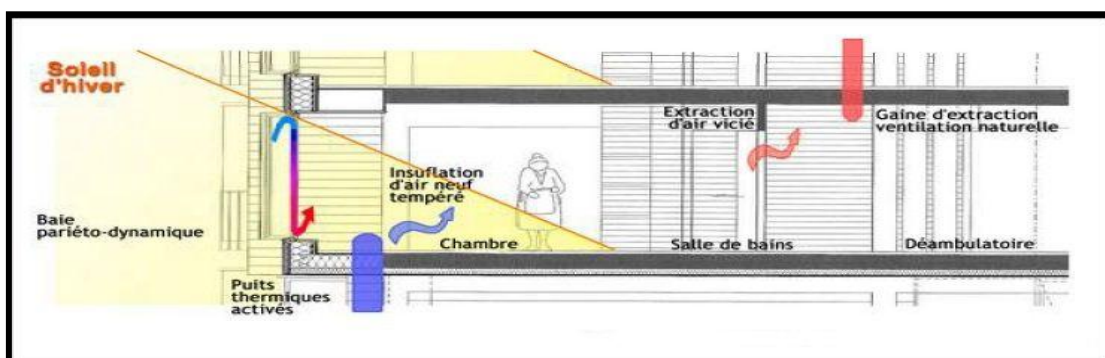 Soleil
d'hiver
Extraction
d'air vicié
Gaine d'extraction
ventilation naturelle
Insuflation
d'air neuf
tempéré
Baie
pariéto-dynamique
Chambre
Salle de bains
Déambulatoire
Puits
thermiques
activés